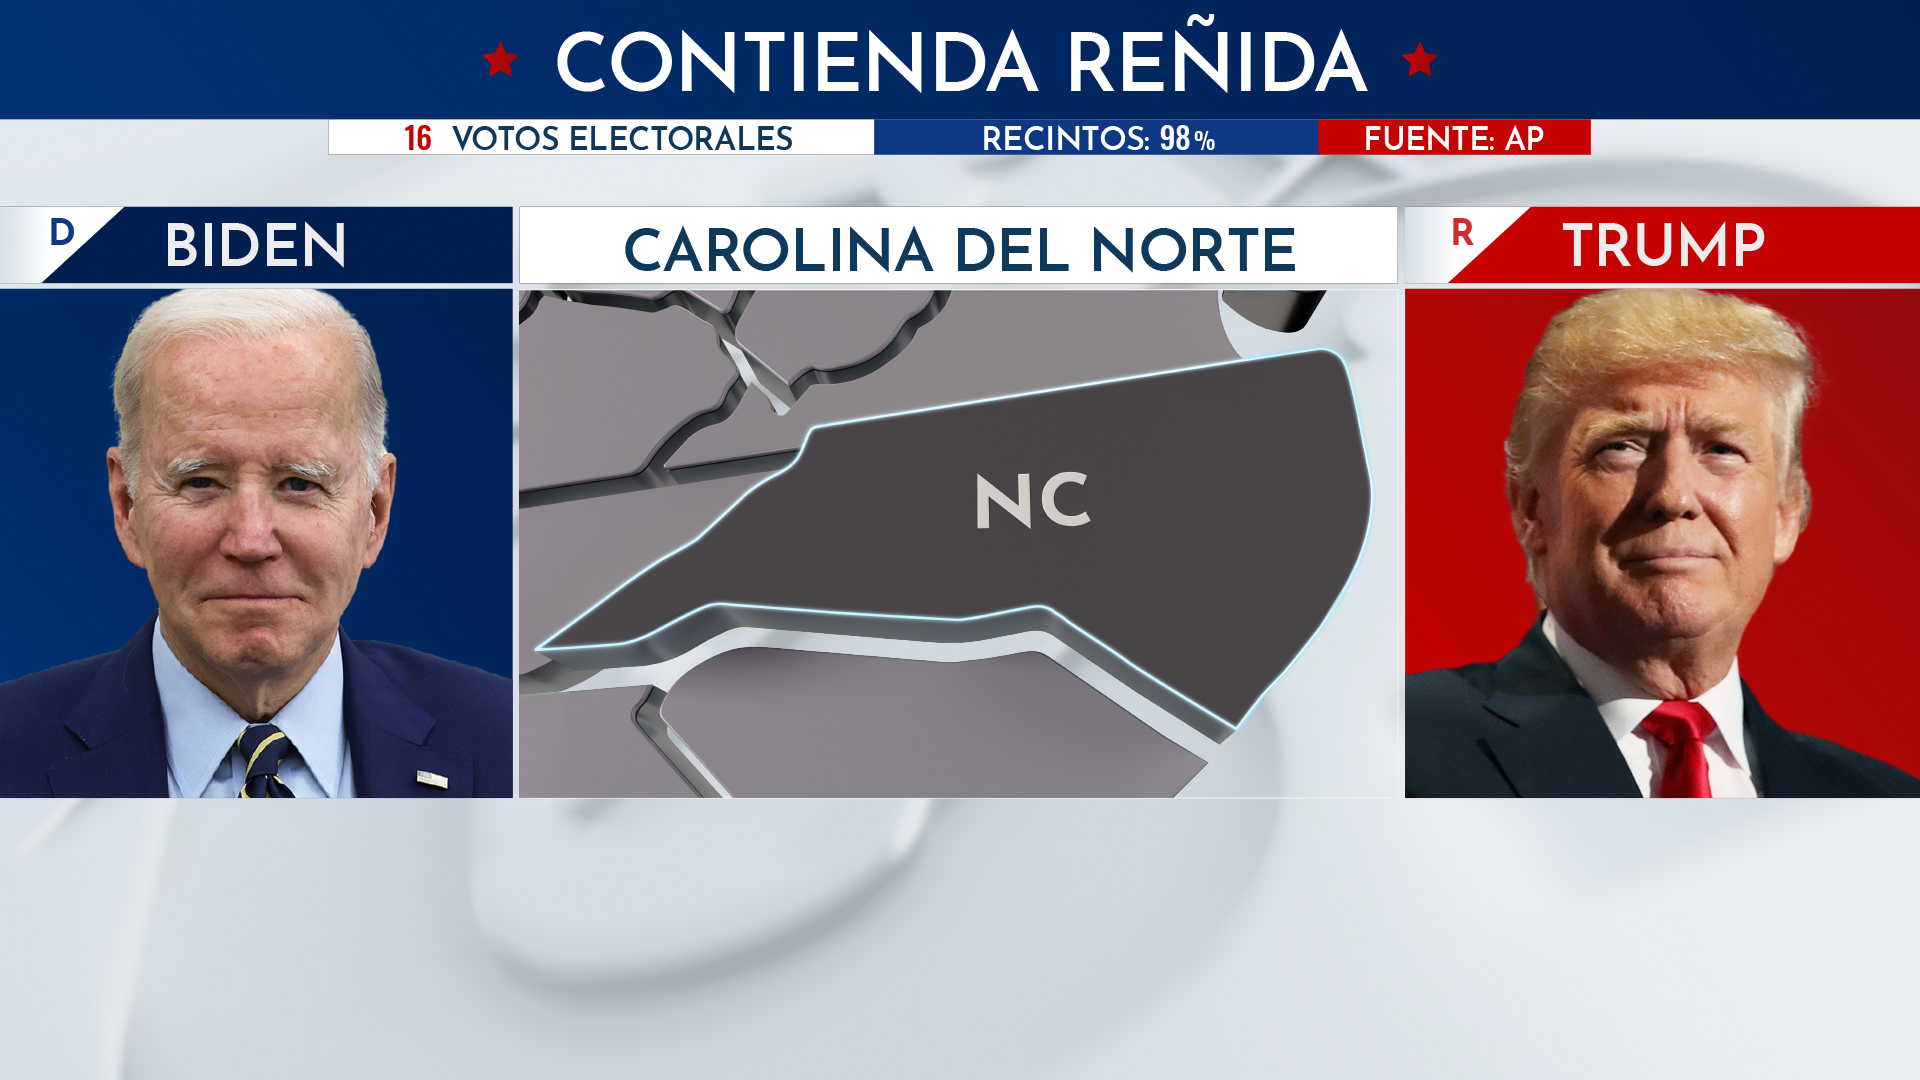 CONTIENDA REÑIDA
16 VOTOS ELECTORALES RECINTOS: 98% FUENTE: AP
D BIDEN CAROLINA DEL NORTE R TRUMP
NC